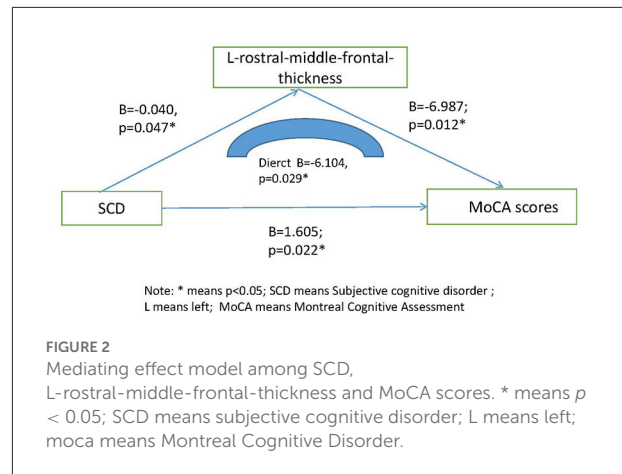 L-rostral-middle-frontal-
thickness
B=-0.040,
p=0.047*
B=-6.987;
p=0.012*
Dierct B=-6.104,
p=0.029*
SCD
MoCA scores
B=1.605;
p=0.022*
Note: * means p<0.05; SCD means Subjective cognitive disorder ;
L means left; MoCA means Montreal Cognitive Assessment
FIGURE 2
Mediating effect model among SCD,
L-rostral-middle-frontal-thickness and MoCA scores. * means p
< 0.05; SCD means subjective cognitive disorder; L means left;
moca means Montreal Cognitive Disorder.